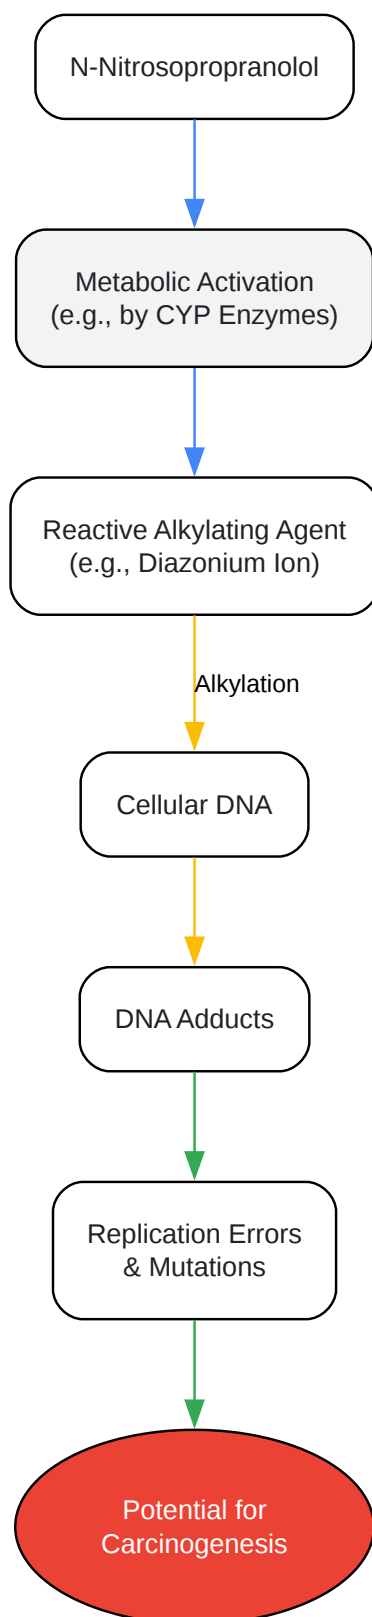 N-Nitrosopropranolol
Metabolic Activation
(e.g., by CYP Enzymes)
Reactive Alkylating Agent
(e.g., Diazonium Ion)
Alkylation
Cellular DNA
DNA Adducts
Replication Errors
& Mutations
Potential for
Carcinogenesis